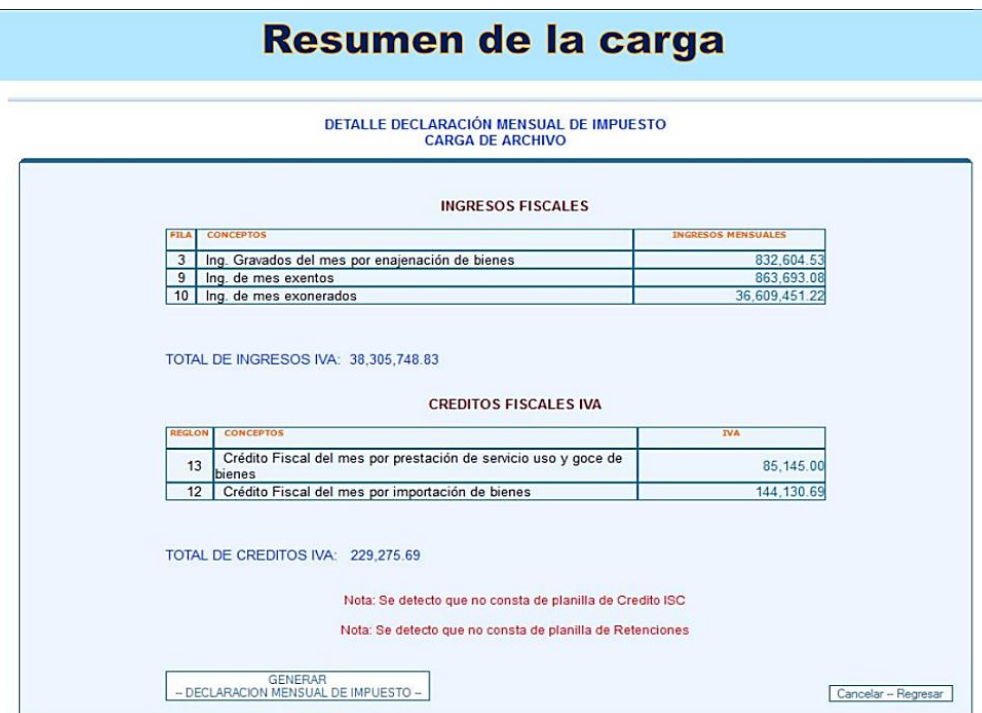 Resumen de la carga
DETALLE DECLARACIÓN MENSUAL DE IMPUESTO
CARGA DE ARCHIVO
INGRESOS FISCALES
FILA CONCEPTOS INGRESOS MENSUALES
3 Ing. Gravados del mes por enajenación de bienes 832,604.53
9 Ing. de mes exentos 863,693.08
10 Ing. de mes exonerados 36,609,451.22
TOTAL DE INGRESOS IVA: 38,305,748.83
CREDITOS FISCALES IVA
REGLON CONCEPTOS IVA
13 Crédito Fiscal del mes por prestación de servicio uso y goce de
bienes 85,145.00
12 Crédito Fiscal del mes por importación de bienes 144,130.69
TOTAL DE CREDITOS IVA: 229,275.69
Nota: Se detecto que no consta de planilla de Credito ISC
Nota: Se detecto que no consta de planilla de Retenciones
GENERAR
-- DECLARACION MENSUAL DE IMPUESTO --
Cancelar -- Regresar